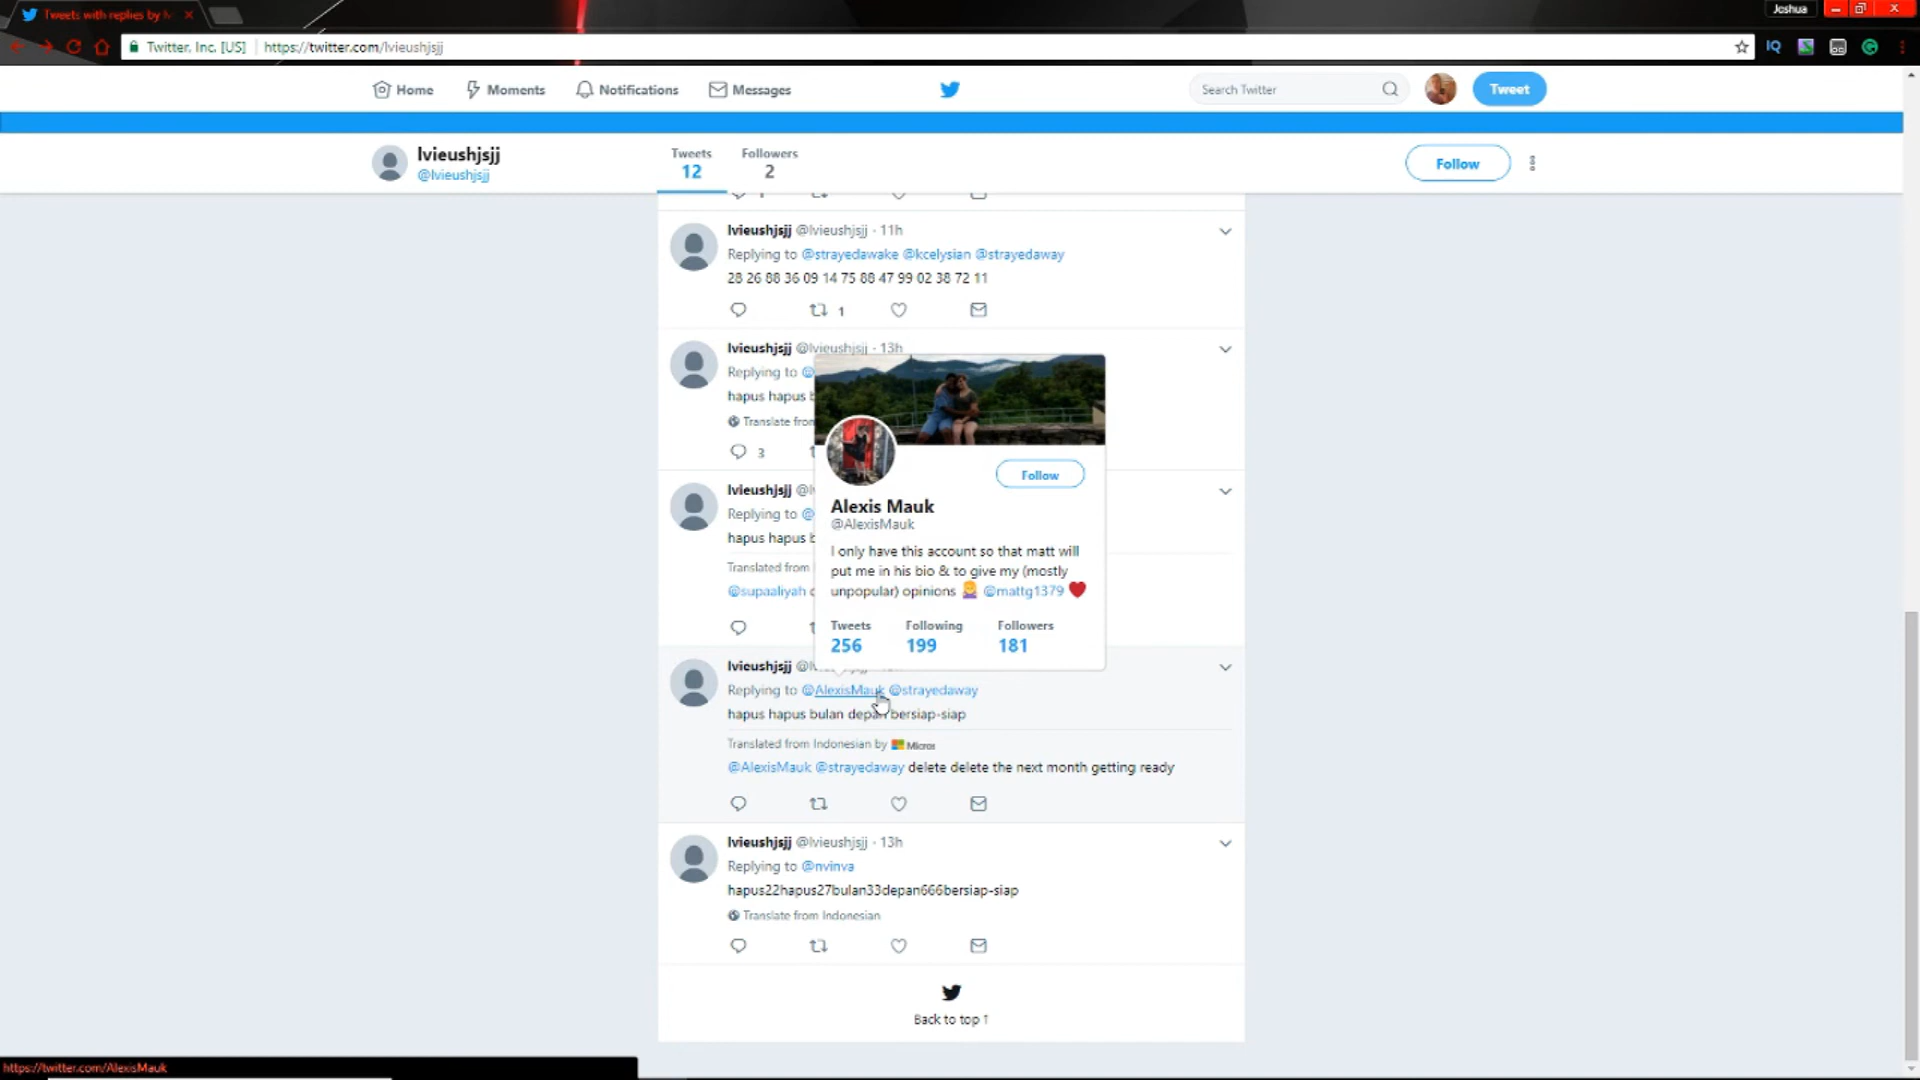 Tweets with replies by
Joshua
Twitter, Inc. [US]
https://twitter.com/lvieushjsjj
IQ
Home
Moments
Notifications
Messages
Search Twitter
Tweet
lvieushjsjj
@lvieushjsjj
Tweets
12
Followers
2
Follow
lvieushjsjj @lvieushjsjj · 11h
Replying to @strayedawake @kcelysian @strayedaway
28 26 88 36 09 14 75 88 47 99 02 38 72 11
1
lvieushjsjj @lvieushjsjj · 13h
Replying to @
hapus hapus b
Translate from
3
lvieushjsjj @l
Replying to @
hapus hapus b
Translated from
@supaaliyah
Follow
Alexis Mauk
@AlexisMauk
I only have this account so that matt will
put me in his bio & to give my (mostly
unpopular) opinions 🙇‍♀️ @mattg1379 ❤️
Tweets Following Followers
256 199 181
lvieushjsjj
Replying to @AlexisMauk @strayedaway
hapus hapus bulan depan bersiap-siap
Translated from Indonesian by Micros
@AlexisMauk @strayedaway delete delete the next month getting ready
lvieushjsjj @lvieushjsjj · 13h
Replying to @nvinva
hapus22hapus27bulan33depan666bersiap-siap
Translate from Indonesian
Back to top ↑
https://twitter.com/AlexisMauk